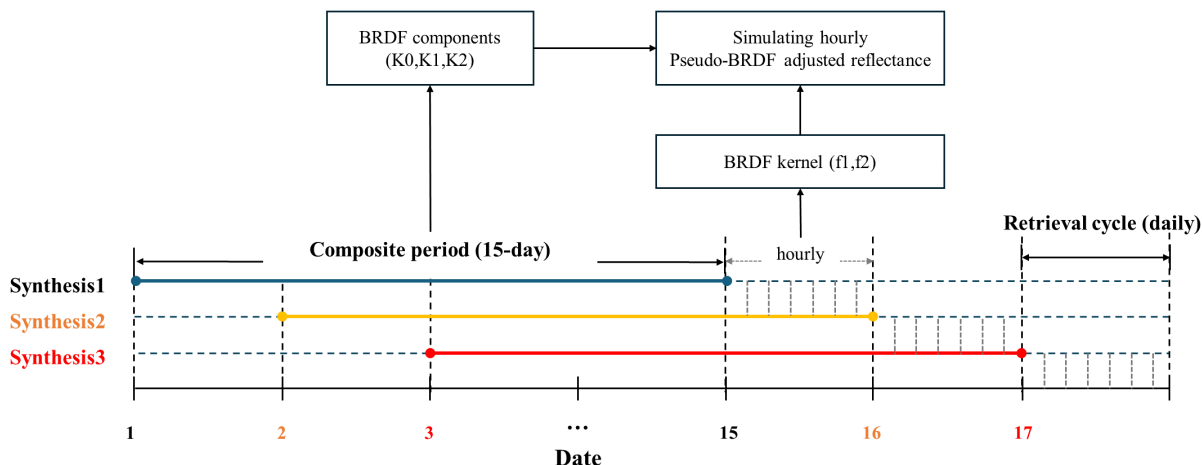 BRDF components
(K0,K1,K2)
Simulating hourly
Pseudo-BRDF adjusted reflectance
BRDF kernel (f1,f2)
Composite period (15-day)
hourly
Retrieval cycle (daily)
Synthesis1
Synthesis2
Synthesis3
1 2 3 ... 15 16 17
Date